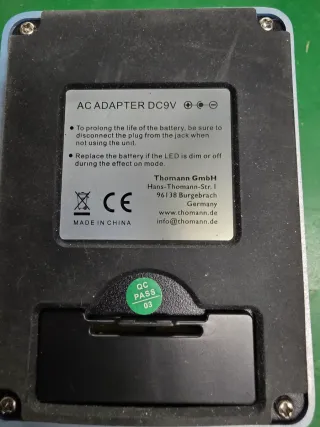 AC ADAPTER DC9V
● To prolong the life of the battery, be sure to
disconnect the plug from the jack when
not using the unit.
● Replace the battery if the LED is dim or off
during the effect on mode.
Thomann GmbH
Hans-Thomann-Str. 1
96138 Burgebrach
Germany
www.thomann.de
info@thomann.de
CE
MADE IN CHINA
QC
PASS
03